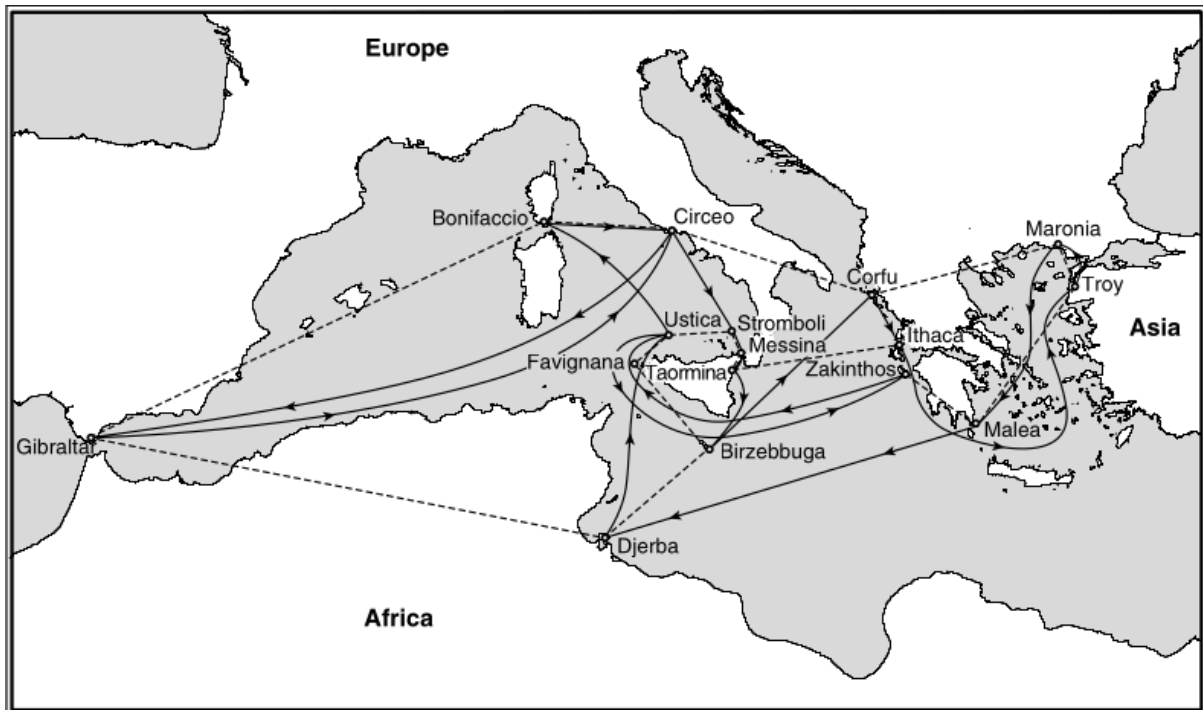 Europe
Bonifaccio
Circeo
Maronia
Corfu
Troy
Asia
Ustica
Stromboli
Ithaca
Messina
Favignana
Taormina
Zakinthos
Malea
Gibraltar
Birzebbuga
Djerba
Africa